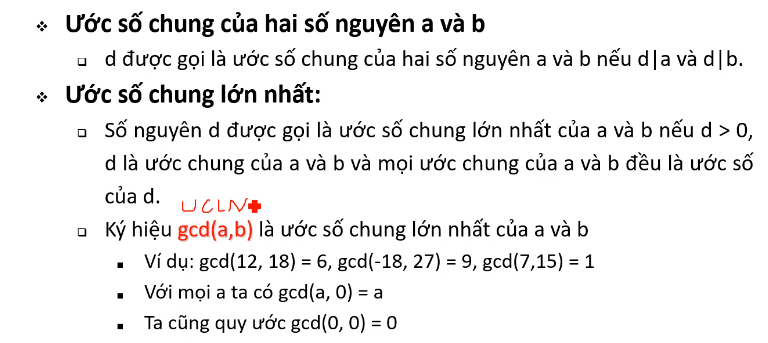 ❖ Ước số chung của hai số nguyên a và b
❑ d được gọi là ước số chung của hai số nguyên a và b nếu d|a và d|b.
❖ Ước số chung lớn nhất:
❑ Số nguyên d được gọi là ước số chung lớn nhất của a và b nếu d > 0,
d là ước chung của a và b và mọi ước chung của a và b đều là ước số
của d.
UCLN
❑ Ký hiệu gcd(a,b) là ước số chung lớn nhất của a và b
▪ Ví dụ: gcd(12, 18) = 6, gcd(-18, 27) = 9, gcd(7,15) = 1
▪ Với mọi a ta có gcd(a, 0) = a
▪ Ta cũng quy ước gcd(0, 0) = 0